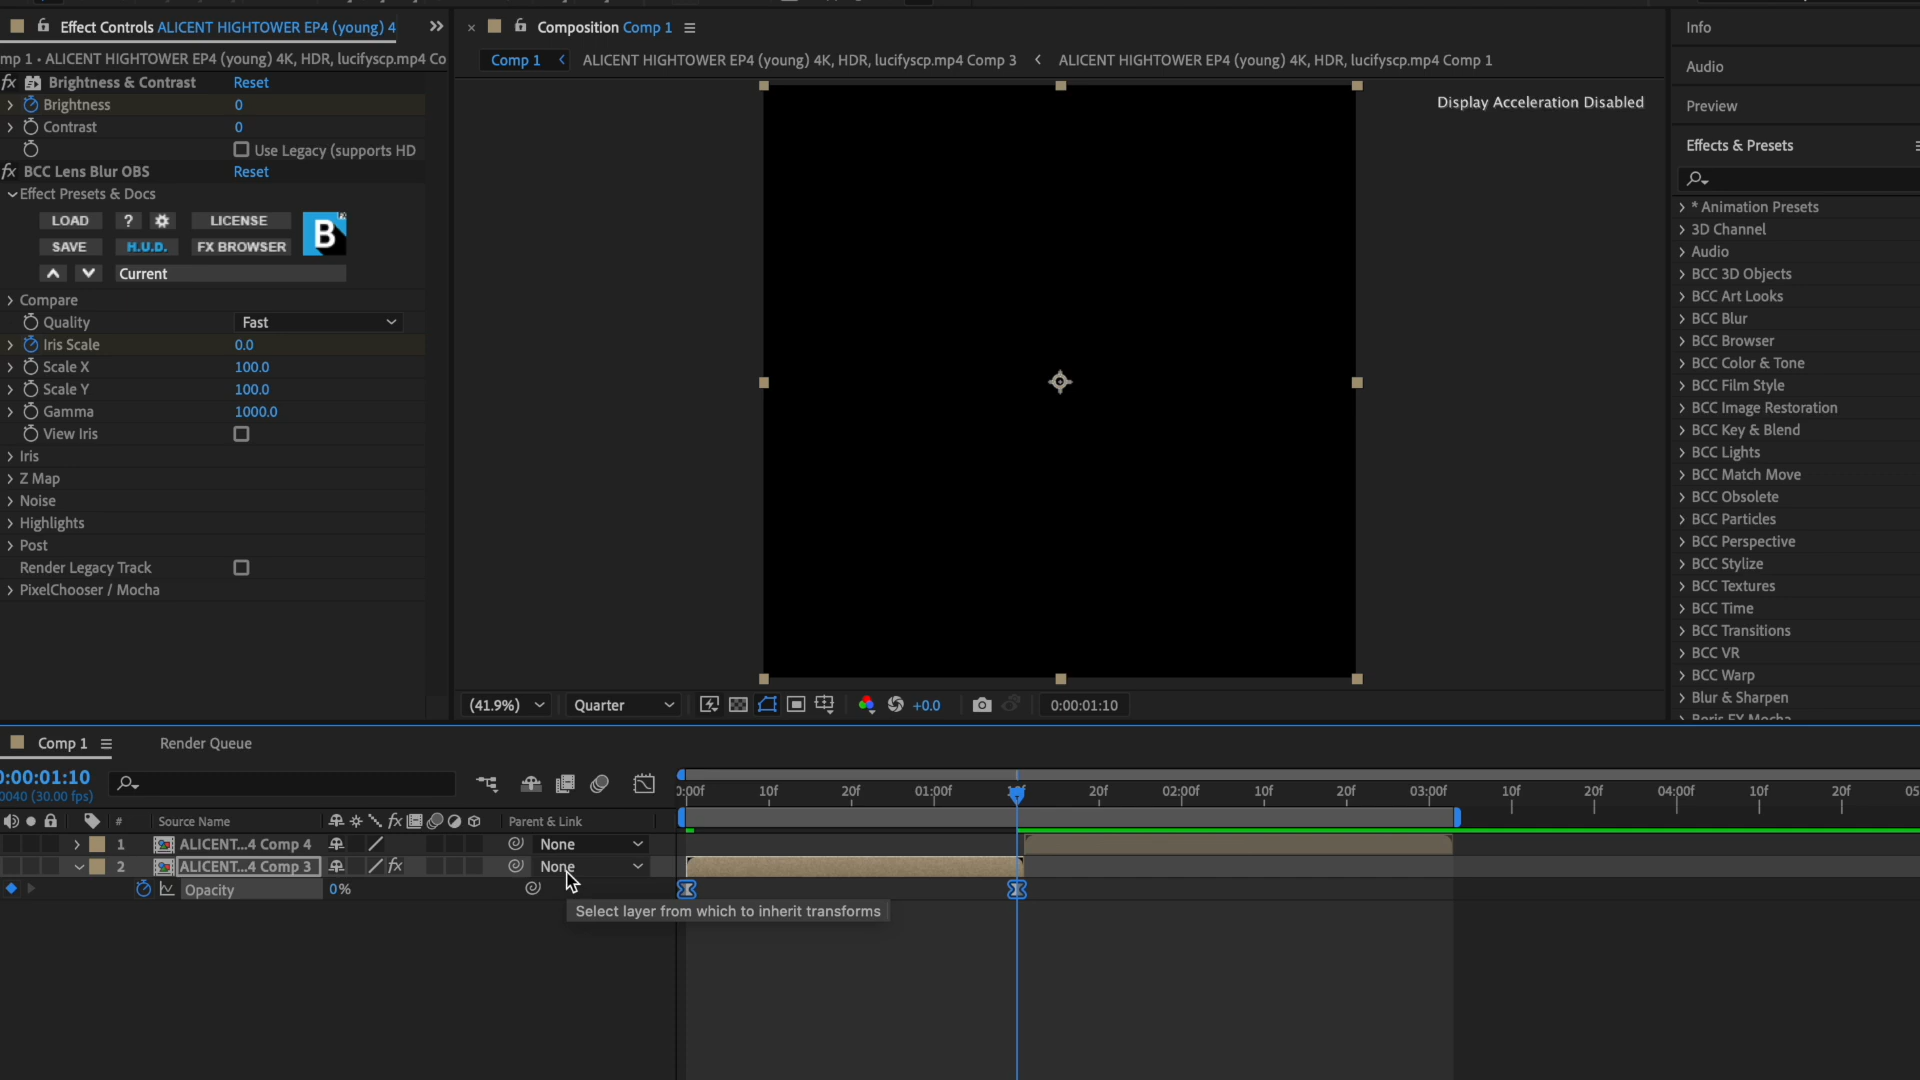 Effect Controls ALICENT HIGHTOWER EP4 (young) 4
mp 1 • ALICENT HIGHTOWER EP4 (young) 4K, HDR, lucifyscp.mp4 Co
fx Brightness & Contrast Reset
Brightness 0
Contrast 0
Use Legacy (supports HD
fx BCC Lens Blur OBS Reset
Effect Presets & Docs
LOAD ? LICENSE
B
SAVE H.U.D. FX BROWSER
Current
Compare
Quality Fast
Iris Scale 0.0
Scale X 100.0
Scale Y 100.0
Gamma 1000.0
View Iris
Iris
Z Map
Noise
Highlights
Post
Render Legacy Track
PixelChooser / Mocha
Composition Comp 1
Comp 1 ALICENT HIGHTOWER EP4 (young) 4K, HDR, lucifyscp.mp4 Comp 3 ALICENT HIGHTOWER EP4 (young) 4K, HDR, lucifyscp.mp4 Comp 1
Display Acceleration Disabled
(41.9%) Quarter +0.0 0:00:01:10
Info
Audio
Preview
Effects & Presets
* Animation Presets
3D Channel
Audio
BCC 3D Objects
BCC Art Looks
BCC Blur
BCC Browser
BCC Color & Tone
BCC Film Style
BCC Image Restoration
BCC Key & Blend
BCC Lights
BCC Match Move
BCC Obsolete
BCC Particles
BCC Perspective
BCC Stylize
BCC Textures
BCC Time
BCC Transitions
BCC VR
BCC Warp
Blur & Sharpen
Boris FX Mocha
Comp 1 Render Queue
0:00:01:10
0040 (30.00 fps)
0:00f 10f 20f 01:00f 20f 02:00f 10f 20f 03:00f 10f 20f 04:00f 10f 20f 05
# Source Name fx Parent & Link
1 ALICENT...4 Comp 4 None
2 ALICENT...4 Comp 3 fx None
Opacity 0%
Select layer from which to inherit transforms